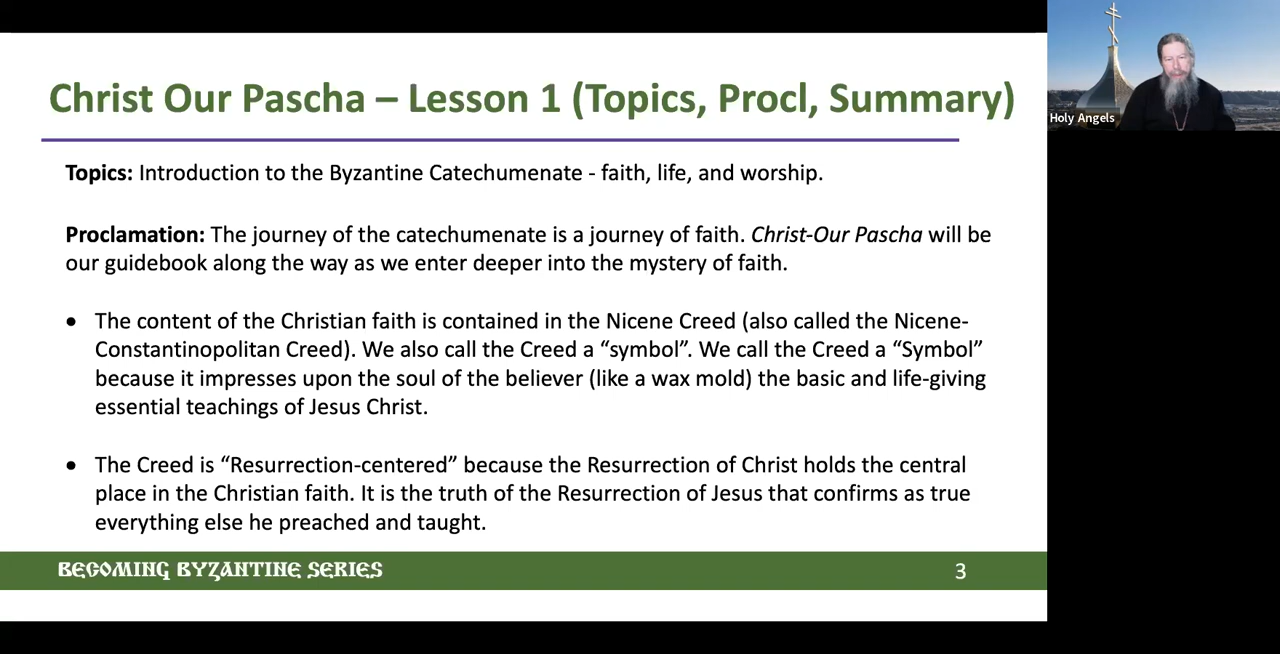 Christ Our Pascha – Lesson 1 (Topics, Procl, Summary)
Topics: Introduction to the Byzantine Catechumenate - faith, life, and worship.
Proclamation: The journey of the catechumenate is a journey of faith. Christ-Our Pascha will be
our guidebook along the way as we enter deeper into the mystery of faith.
• The content of the Christian faith is contained in the Nicene Creed (also called the Nicene-
Constantinopolitan Creed). We also call the Creed a “symbol”. We call the Creed a “Symbol”
because it impresses upon the soul of the believer (like a wax mold) the basic and life-giving
essential teachings of Jesus Christ.
• The Creed is “Resurrection-centered” because the Resurrection of Christ holds the central
place in the Christian faith. It is the truth of the Resurrection of Jesus that confirms as true
everything else he preached and taught.
BECOMING BYZANTINE SERIES
3
Holy Angels